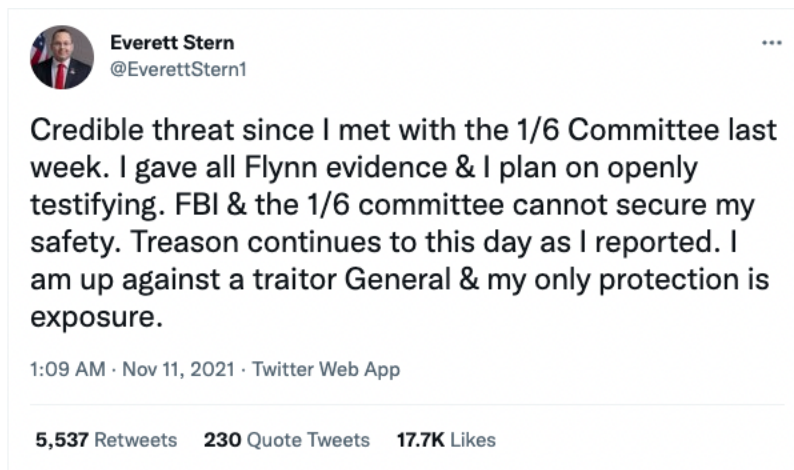 Everett Stern
@EverettStern1
Credible threat since I met with the 1/6 Committee last
week. I gave all Flynn evidence & I plan on openly
testifying. FBI & the 1/6 committee cannot secure my
safety. Treason continues to this day as I reported. I
am up against a traitor General & my only protection is
exposure.
1:09 AM · Nov 11, 2021 · Twitter Web App
5,537 Retweets 230 Quote Tweets 17.7K Likes